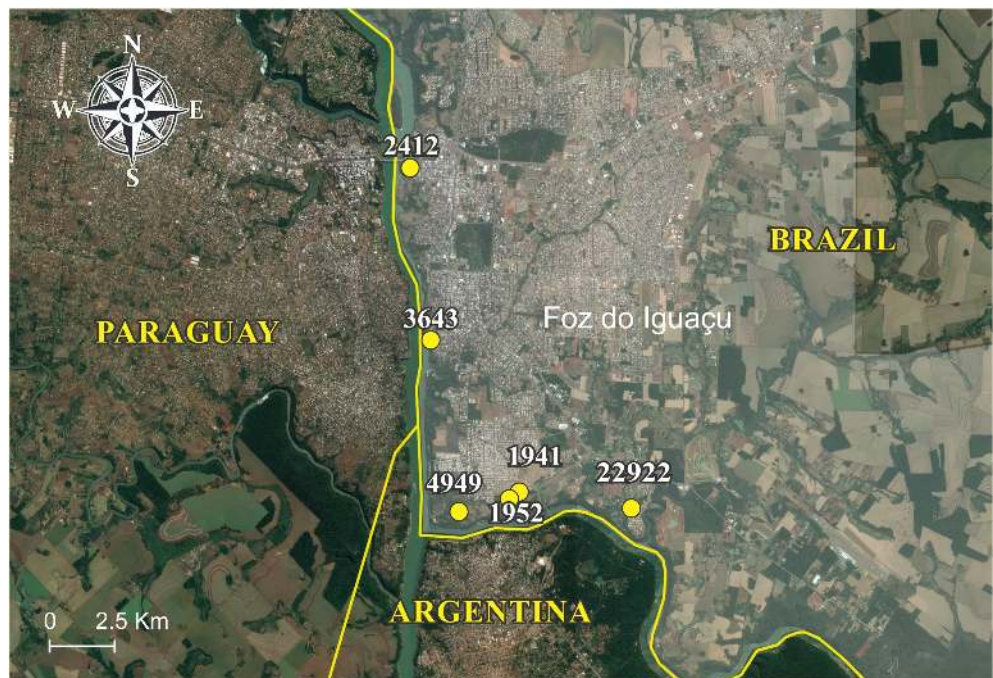 N
W E
S
2412
BRAZIL
3643
Foz do Iguaçu
PARAGUAY
1941
4949
22922
1952
ARGENTINA
0 2.5 Km